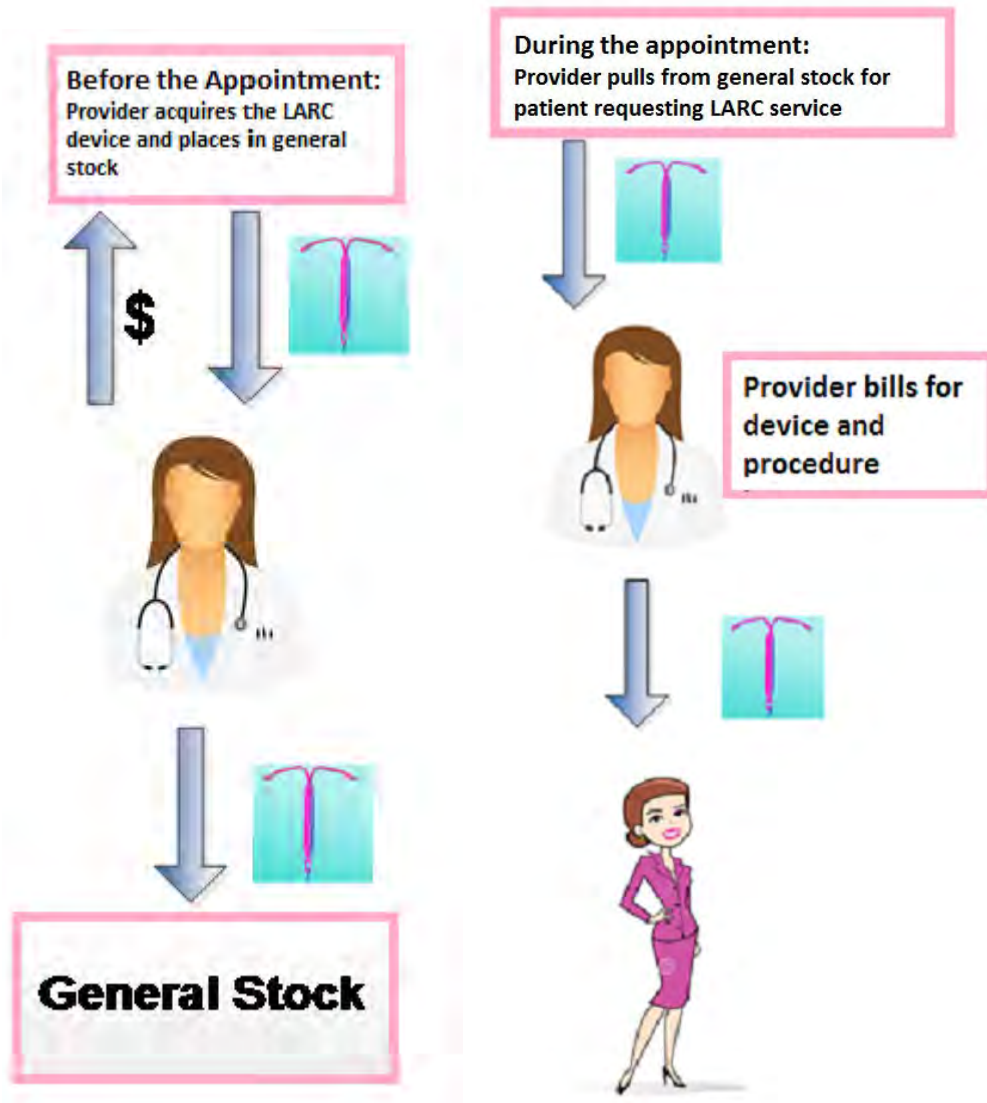 Before the Appointment:
Provider acquires the LARC
device and places in general
stock
$
General Stock
During the appointment:
Provider pulls from general stock for
patient requesting LARC service
Provider bills for
device and
procedure